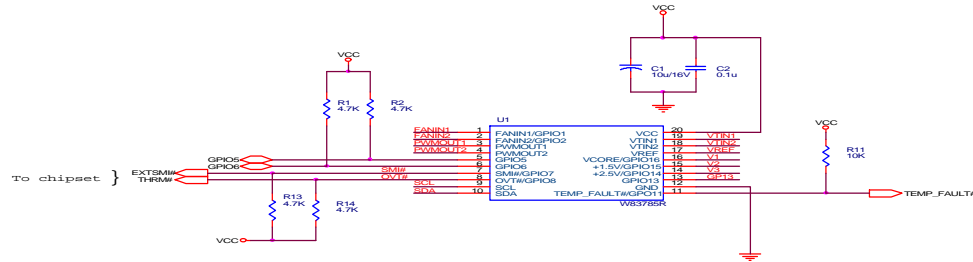 VCC
C1
10u/16V
C2
0.1u
VCC
R1
4.7K
R2
4.7K
U1
FANIN1 1 FANIN1/GPIO1 VCC 20
FANIN2 2 FANIN2/GPIO2 VTIN1 19 VTIN1
PWMOUT1 3 PWMOUT1 VTIN2 18 VTIN2
PWMOUT2 4 PWMOUT2 VREF 17 VREF
GPIO5 5 GPIO5 VCORE/GPIO16 16 V1
GPIO6 6 GPIO6 +1.5V/GPIO15 15 V2
EXTSMI# SMI# 7 SMI#/GPIO7 +2.5V/GPIO14 14 V3
THRM# OVT# 8 OVT#/GPIO8 GPIO13 13 GP13
SCL 9 SCL GND 12
SDA 10 SDA TEMP_FAULT#/GPIO11 11
W83785R
To chipset }
R13
4.7K
R14
4.7K
VCC
VCC
R11
10K
TEMP_FAULT#